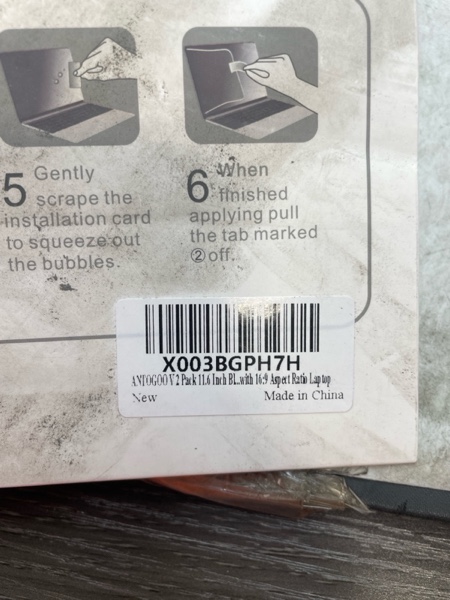 5 Gently
scrape the
installation card
to squeeze out
the bubbles.
6 When
finished
applying pull
the tab marked
② off.
X003BGPH7H
ANTOGOO V 2 Pack 11.6 Inch BL..with 16:9 Aspect Ratio Laptop
New
Made in China